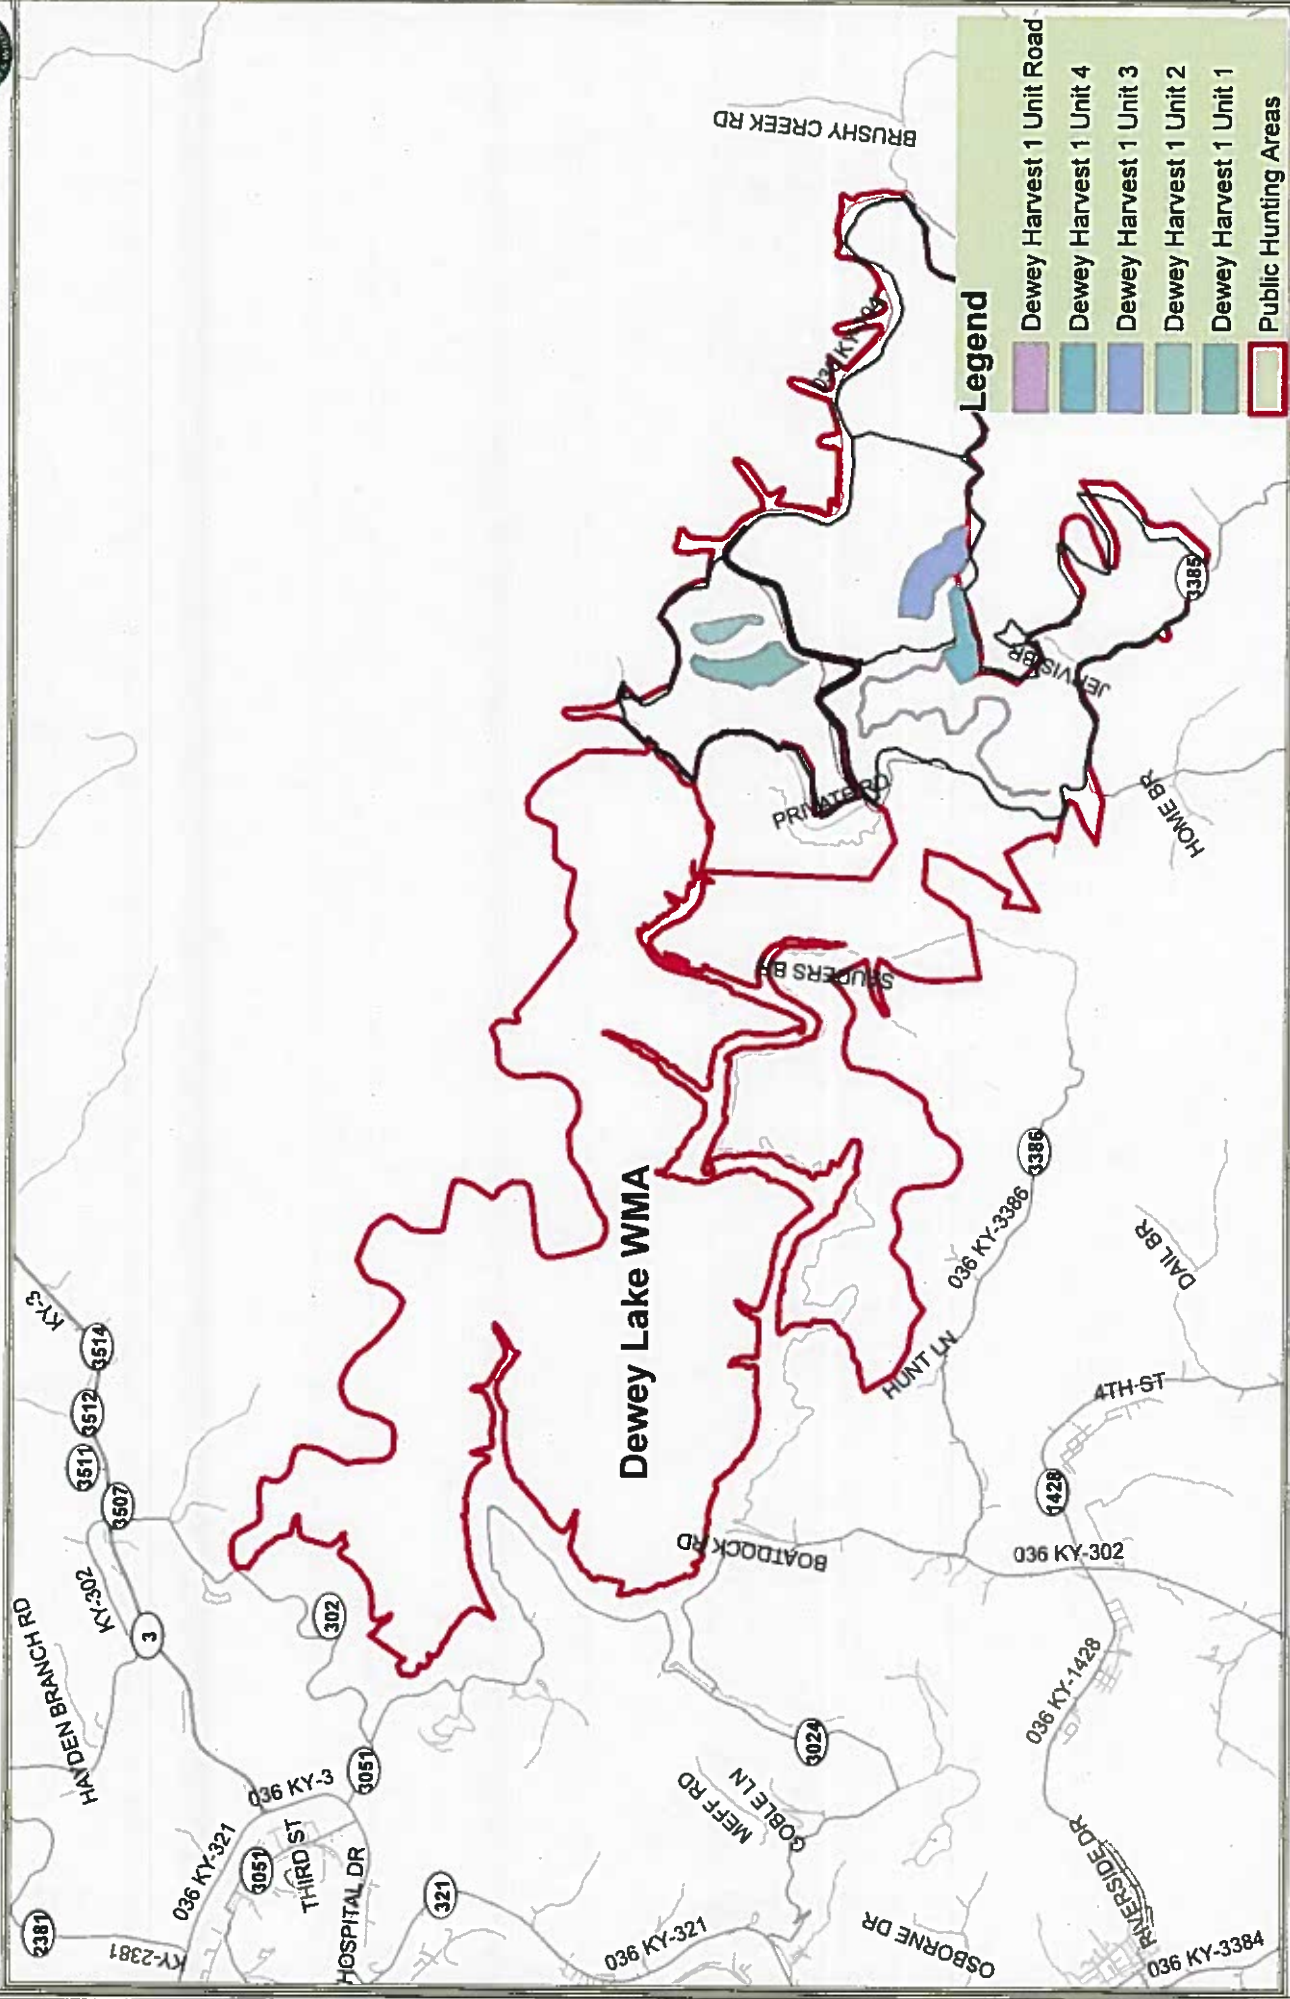 2381
KY-2381
HAYDEN BRANCH RD
KY-302
3
3507
3511
3512
3514
KY-3
036 KY-321
3051
THIRD ST
HOSPITAL DR
036 KY-3
3051
302
321
036 KY-321
MEFF RD
GOBLE LN
3024
OSBORNE DR
BOATDOCK RD
Dewey Lake WMA
HUNT LN
036 KY-3386
3386
036 KY-302
1428
4TH ST
DAIL BR
036 KY-1428
RIVERSIDE DR
036 KY-3384
PRIVATE RD
HOME BR
JERVIS BR
3385
BRUSHY CREEK RD
Legend
Dewey Harvest 1 Unit Road
Dewey Harvest 1 Unit 4
Dewey Harvest 1 Unit 3
Dewey Harvest 1 Unit 2
Dewey Harvest 1 Unit 1
Public Hunting Areas